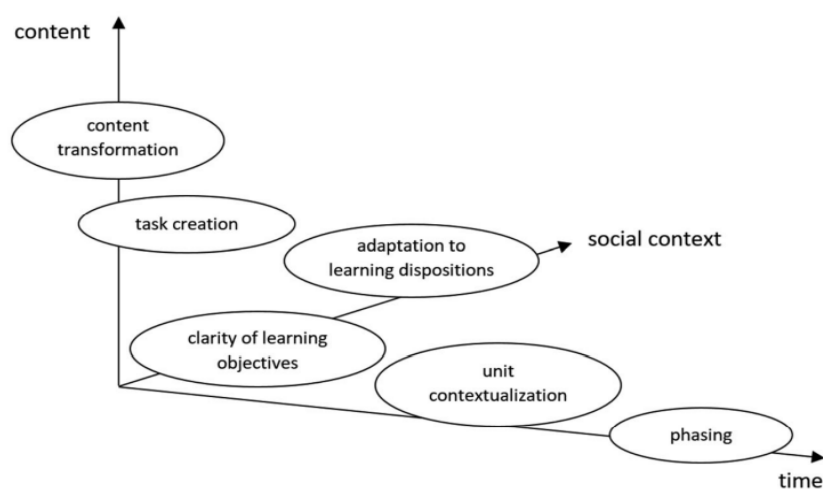 content
content
transformation
task creation
adaptation to
learning dispositions
social context
clarity of learning
objectives
unit
contextualization
phasing
time